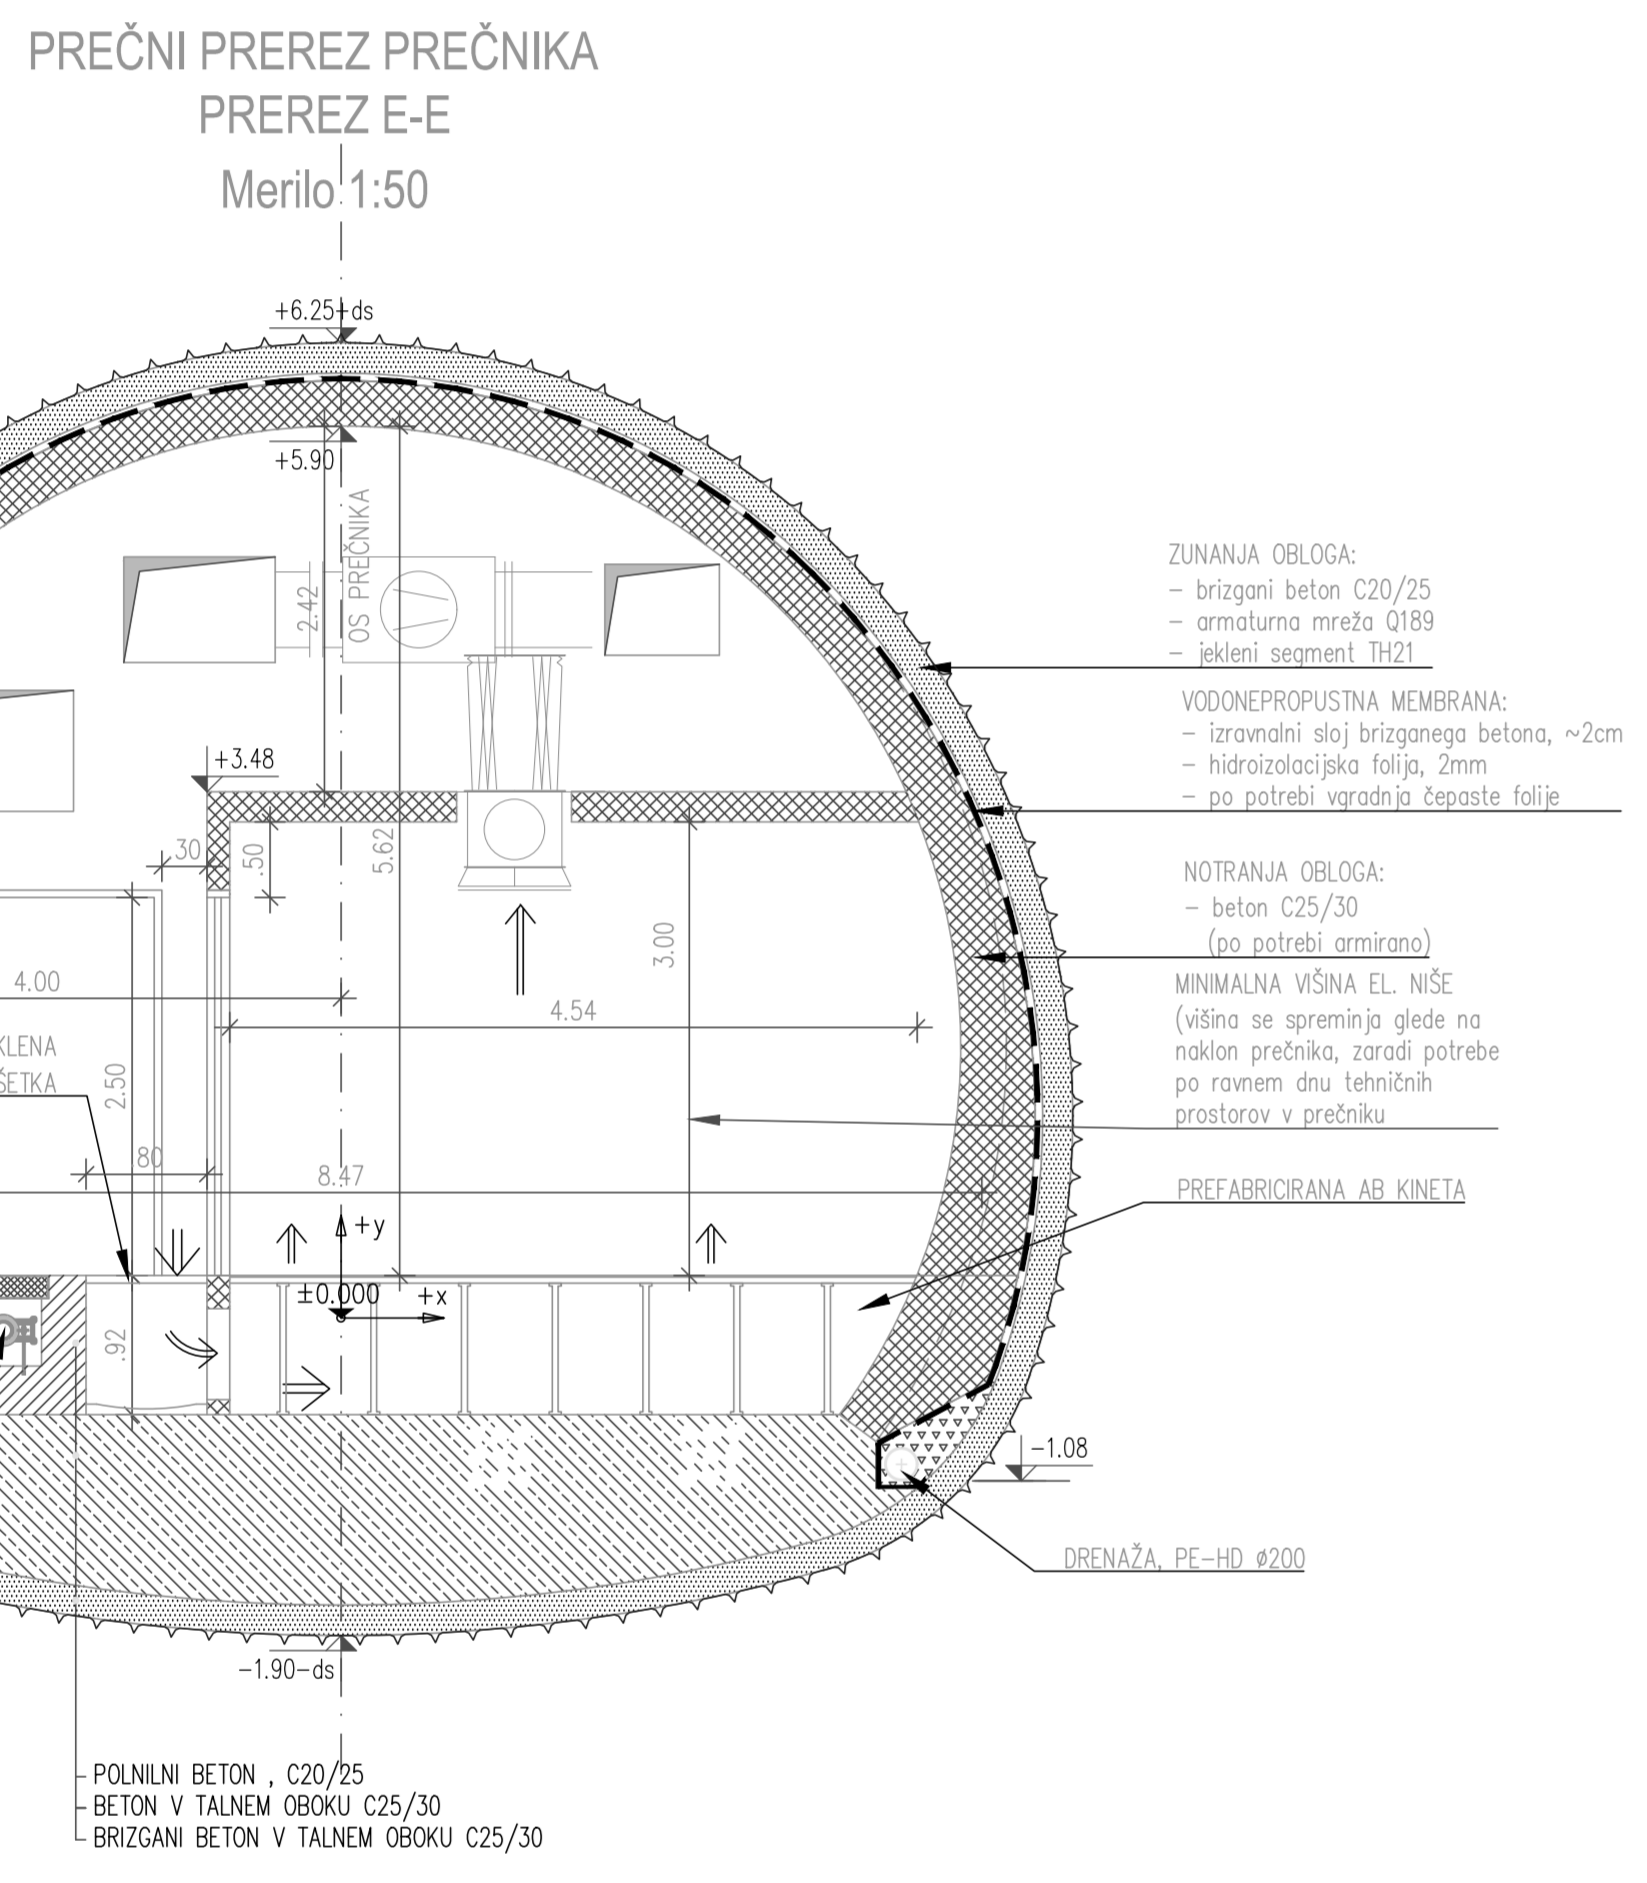 PREČNI PREREZ PREČNIKA
PREREZ E-E
Merilo 1:50
+6.25+ds
+5.90
OS PREČNIKA
2.42
+3.48
30
.50
5.62
3.00
4.00
4.54
KLENA
ŠETKA
2.50
80
8.47
+y
±0.000
+x
.92
-1.08
-1.90-ds
ZUNANJA OBLOGA:
- brizgani beton C20/25
- armaturna mreža Q189
- jekleni segment TH21
VODONEPROPUSTNA MEMBRANA:
- izravnalni sloj brizganega betona, ~2cm
- hidroizolacijska folija, 2mm
- po potrebi vgradnja čepaste folije
NOTRANJA OBLOGA:
- beton C25/30
(po potrebi armirano)
MINIMALNA VIŠINA EL. NIŠE
(višina se spreminja glede na
naklon prečnika, zaradi potrebe
po ravnem dnu tehničnih
prostorov v prečniku
PREFABRICIRANA AB KINETA
DRENAŽA, PE-HD ø200
POLNILNI BETON , C20/25
BETON V TALNEM OBOKU C25/30
BRIZGANI BETON V TALNEM OBOKU C25/30